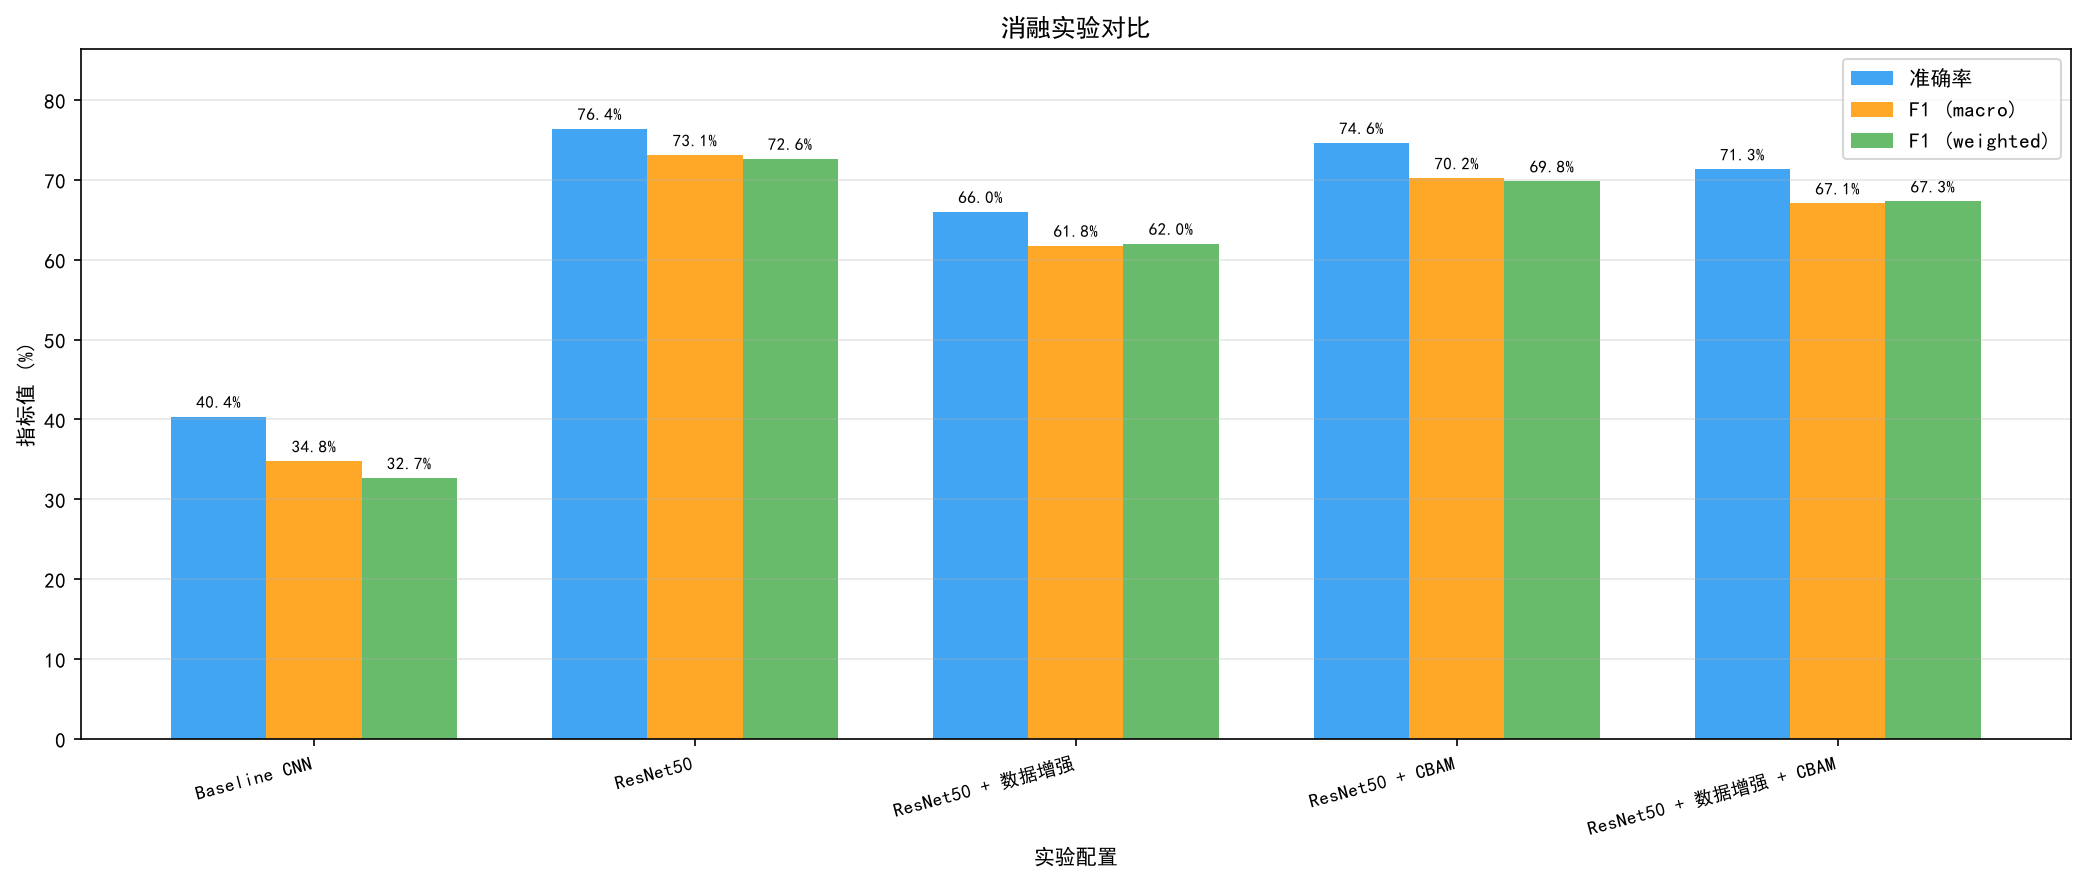 消融实验对比
准确率
F1 (macro)
F1 (weighted)
指标值 (%)
80
70
60
50
40
30
20
10
0
40.4%
34.8%
32.7%
76.4%
73.1%
72.6%
66.0%
61.8%
62.0%
74.6%
70.2%
69.8%
71.3%
67.1%
67.3%
Baseline CNN
ResNet50
ResNet50 + 数据增强
ResNet50 + CBAM
ResNet50 + 数据增强 + CBAM
实验配置